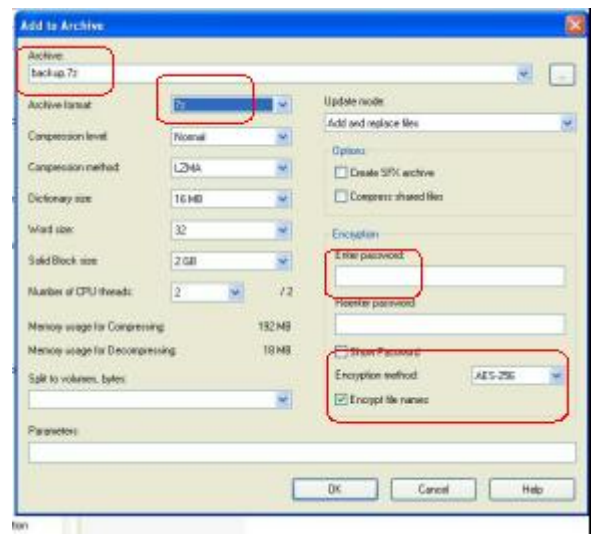 Add to Archive
Archive:
backup.7z
...
Archive format: 7z
Compression level: Normal
Compression method: LZMA
Dictionary size: 16 MB
Word size: 32
Solid Block size: 2 GB
Number of CPU threads: 2 / 2
Memory usage for Compressing: 192 MB
Memory usage for Decompressing: 18 MB
Split to volumes, bytes:
Parameters:
Update mode:
Add and replace files
Options
Create SFX archive
Compress shared files
Encryption
Enter password:
Reenter password:
Show Password
Encryption method: AES-256
Encrypt file names
OK Cancel Help
tion